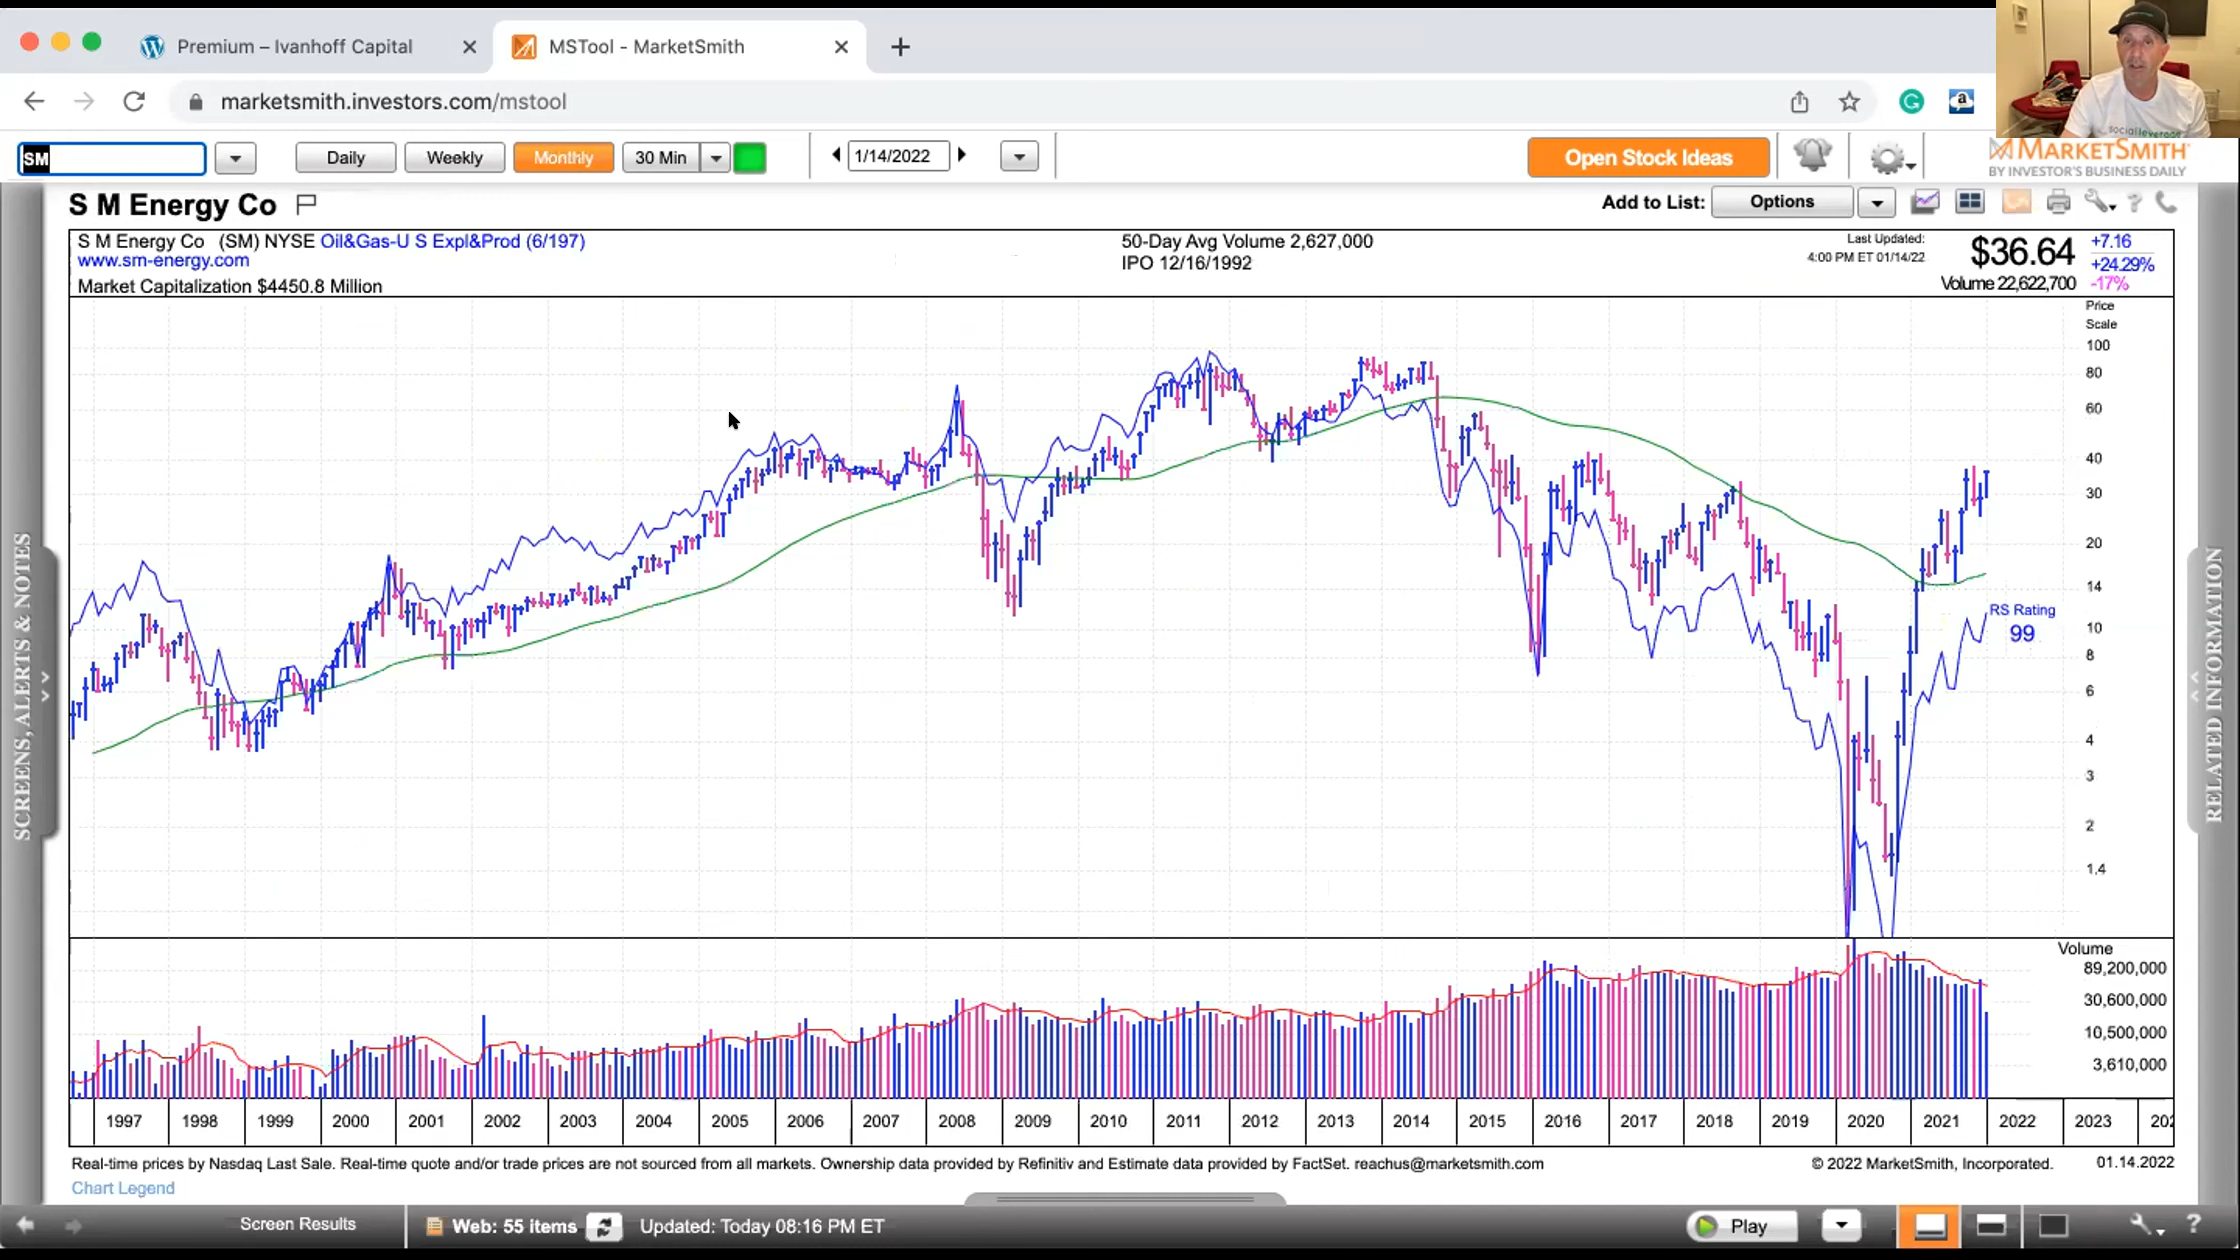 Premium – Ivanhoff Capital
MSTool - MarketSmith
marketsmith.investors.com/mstool
SM
Daily
Weekly
Monthly
30 Min
1/14/2022
Open Stock Ideas
socialleverage
MARKETSMITH
BY INVESTOR'S BUSINESS DAILY
S M Energy Co
Add to List:
Options
S M Energy Co (SM) NYSE Oil&Gas-U S Expl&Prod (6/197)
www.sm-energy.com
Market Capitalization $4450.8 Million
50-Day Avg Volume 2,627,000
IPO 12/16/1992
Last Updated:
4:00 PM ET 01/14/22
$36.64
+7.16
+24.29%
Volume 22,622,700
-17%
Price
Scale
100
80
60
40
30
20
14
10
8
6
4
3
2
1.4
RS Rating
99
SCREENS, ALERTS & NOTES
RELATED INFORMATION
Volume
89,200,000
30,600,000
10,500,000
3,610,000
1997 1998 1999 2000 2001 2002 2003 2004 2005 2006 2007 2008 2009 2010 2011 2012 2013 2014 2015 2016 2017 2018 2019 2020 2021 2022 2023 202
Real-time prices by Nasdaq Last Sale. Real-time quote and/or trade prices are not sourced from all markets. Ownership data provided by Refinitiv and Estimate data provided by FactSet. reachus@marketsmith.com
© 2022 MarketSmith, Incorporated.
01.14.2022
Chart Legend
Screen Results
Web: 55 items
Updated: Today 08:16 PM ET
Play